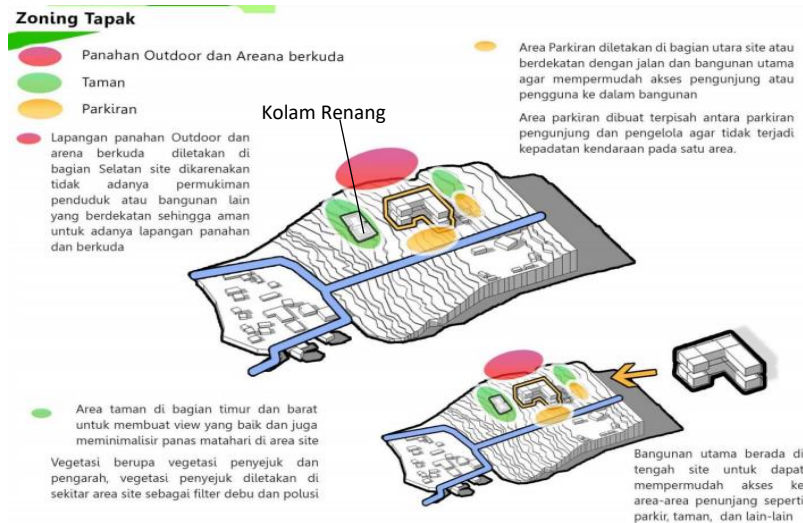 Zoning Tapak
Panahan Outdoor dan Areana berkuda
Taman
Parkiran
Lapangan panahan Outdoor dan
arena berkuda diletakan di
bagian Selatan site dikarenakan
tidak adanya permukiman
penduduk atau bangunan lain
yang berdekatan sehingga aman
untuk adanya lapangan panahan
dan berkuda
Kolam Renang
Area Parkiran diletakan di bagian utara site atau
berdekatan dengan jalan dan bangunan utama
agar mempermudah akses pengunjung atau
pengguna ke dalam bangunan
Area parkiran dibuat terpisah antara parkiran
pengunjung dan pengelola agar tidak terjadi
kepadatan kendaraan pada satu area.
Area taman di bagian timur dan barat
untuk membuat view yang baik dan juga
meminimalisir panas matahari di area site
Vegetasi berupa vegetasi penyejuk dan
pengarah, vegetasi penyejuk diletakan di
sekitar area site sebagai filter debu dan polusi
Bangunan utama berada di
tengah site untuk dapat
mempermudah akses ke
area-area penunjang seperti
parkir, taman, dan lain-lain